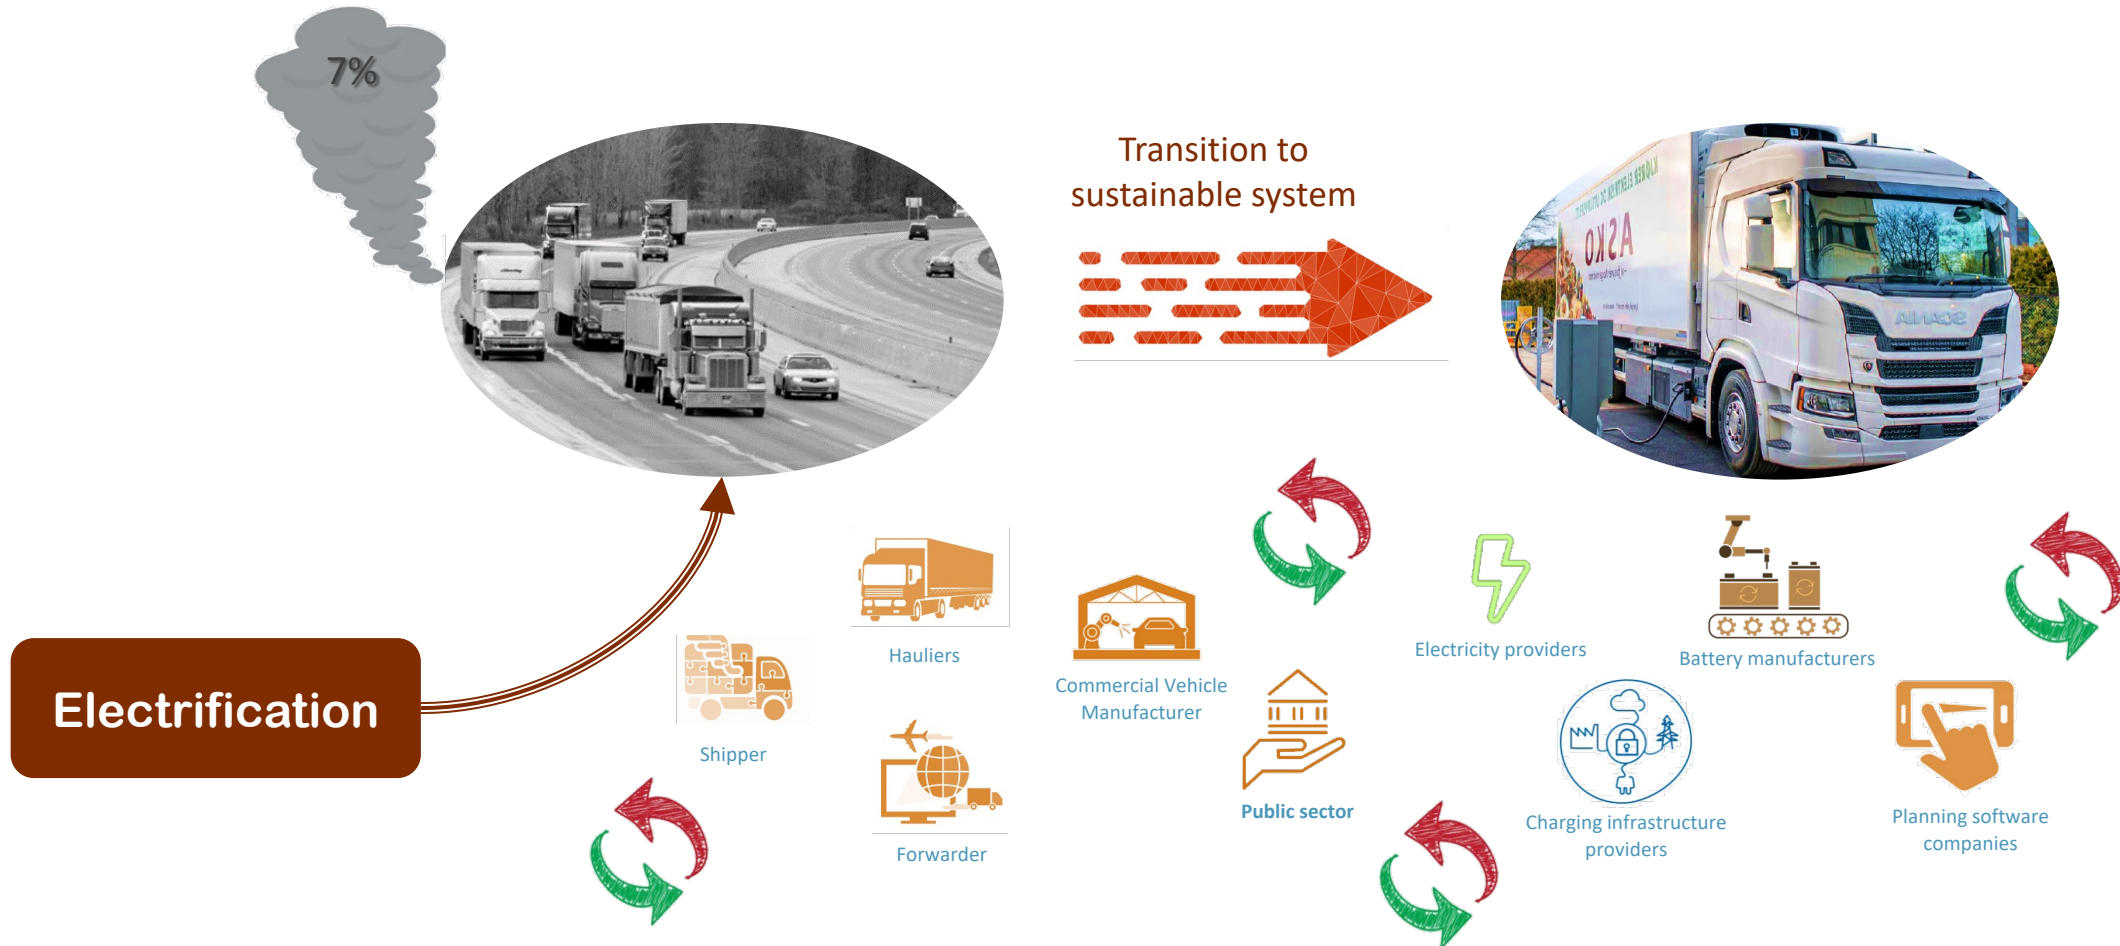 7%
Transition to
sustainable system
ASKO
SCANIA
Electrification
Hauliers
Shipper
Forwarder
Commercial Vehicle
Manufacturer
Public sector
Electricity providers
Battery manufacturers
Charging infrastructure
providers
Planning software
companies